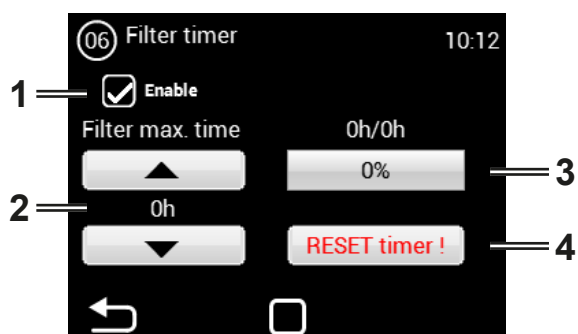 06 Filter timer 10:12
1 Enable
Filter max. time 0h/0h
0% 3
2 0h
RESET timer ! 4